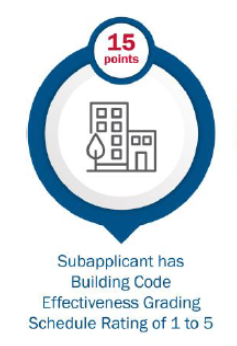 15
points
Subapplicant has
Building Code
Effectiveness Grading
Schedule Rating of 1 to 5